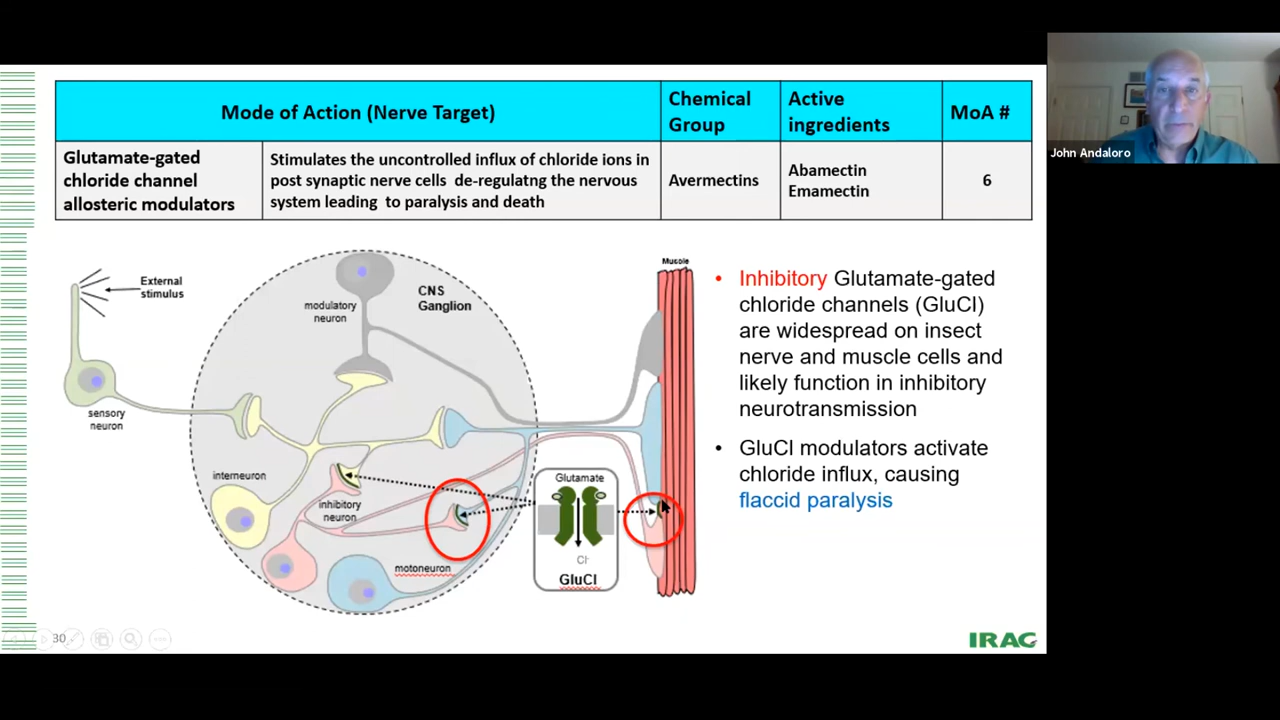 Mode of Action (Nerve Target)
Chemical
Group
Active
ingredients
MoA #
Glutamate-gated
chloride channel
allosteric modulators
Stimulates the uncontrolled influx of chloride ions in
post synaptic nerve cells de-regulatng the nervous
system leading to paralysis and death
Avermectins
Abamectin
Emamectin
6
John Andaloro
External
stimulus
modulatory
neuron
CNS
Ganglion
Muscle
sensory
neuron
interneuron
inhibitory
neuron
motoneuron
Glutamate
Cl-
GluCl
• Inhibitory Glutamate-gated
chloride channels (GluCl)
are widespread on insect
nerve and muscle cells and
likely function in inhibitory
neurotransmission
• GluCl modulators activate
chloride influx, causing
flaccid paralysis
30
IRAC